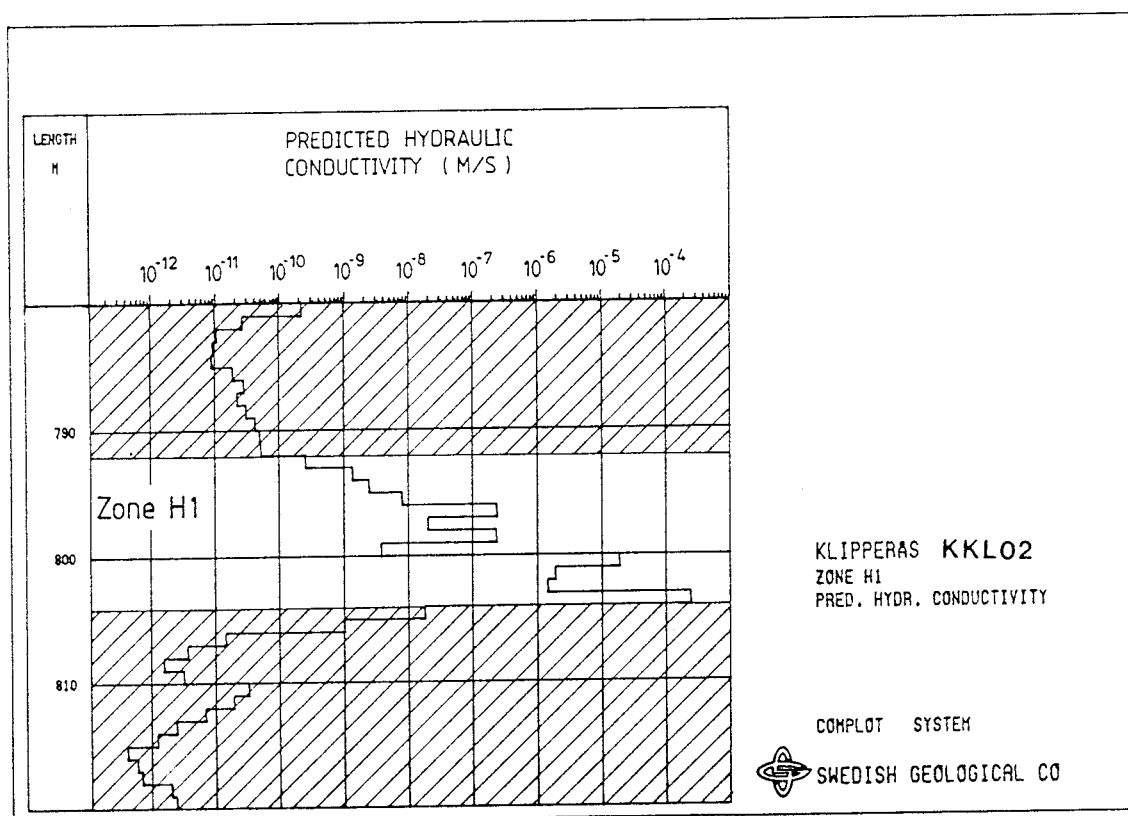 LENGTH
M
PREDICTED HYDRAULIC
CONDUCTIVITY ( M/S )
10-12 10-11 10-10 10-9 10-8 10-7 10-6 10-5 10-4
790
Zone H1
800
810
KLIPPERAS KKL02
ZONE H1
PRED. HYDR. CONDUCTIVITY
COMPLOT SYSTEM
SWEDISH GEOLOGICAL CO